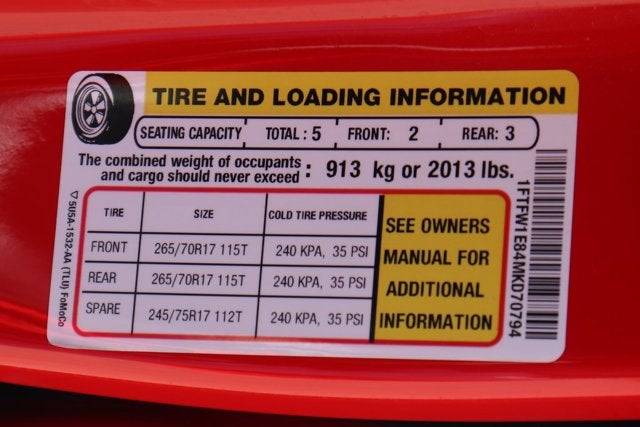 TIRE AND LOADING INFORMATION
SEATING CAPACITY TOTAL : 5 FRONT: 2 REAR: 3
The combined weight of occupants and cargo should never exceed : 913 kg or 2013 lbs.
TIRE SIZE COLD TIRE PRESSURE
FRONT 265/70R17 115T 240 KPA, 35 PSI
REAR 265/70R17 115T 240 KPA, 35 PSI
SPARE 245/75R17 112T 240 KPA, 35 PSI
SEE OWNERS
MANUAL FOR
ADDITIONAL
INFORMATION
5U5A-1532-AA (TLU) FoMoCo
1FTFW1E84MKD70794